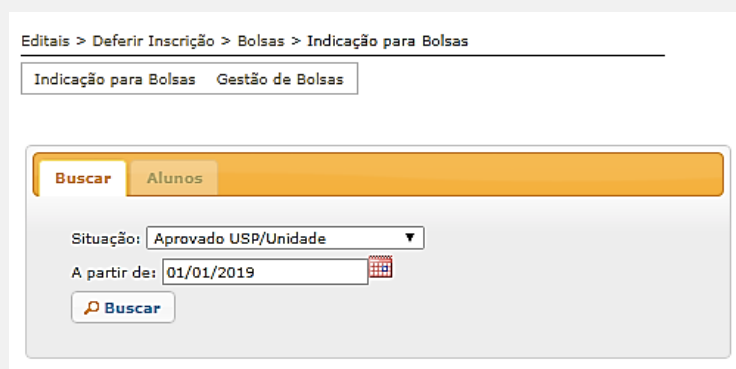 Editais > Deferir Inscrição > Bolsas > Indicação para Bolsas
Indicação para Bolsas Gestão de Bolsas
Buscar Alunos
Situação: Aprovado USP/Unidade
A partir de: 01/01/2019
Buscar